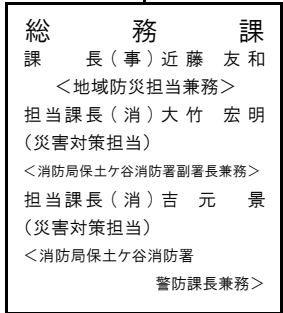 総務課
課長（事）近藤友和
＜地域防災担当兼務＞
担当課長（消）大竹宏明
（災害対策担当）
＜消防局保土ケ谷消防署副署長兼務＞
担当課長（消）吉元景
（災害対策担当）
＜消防局保土ケ谷消防署
警防課長兼務＞